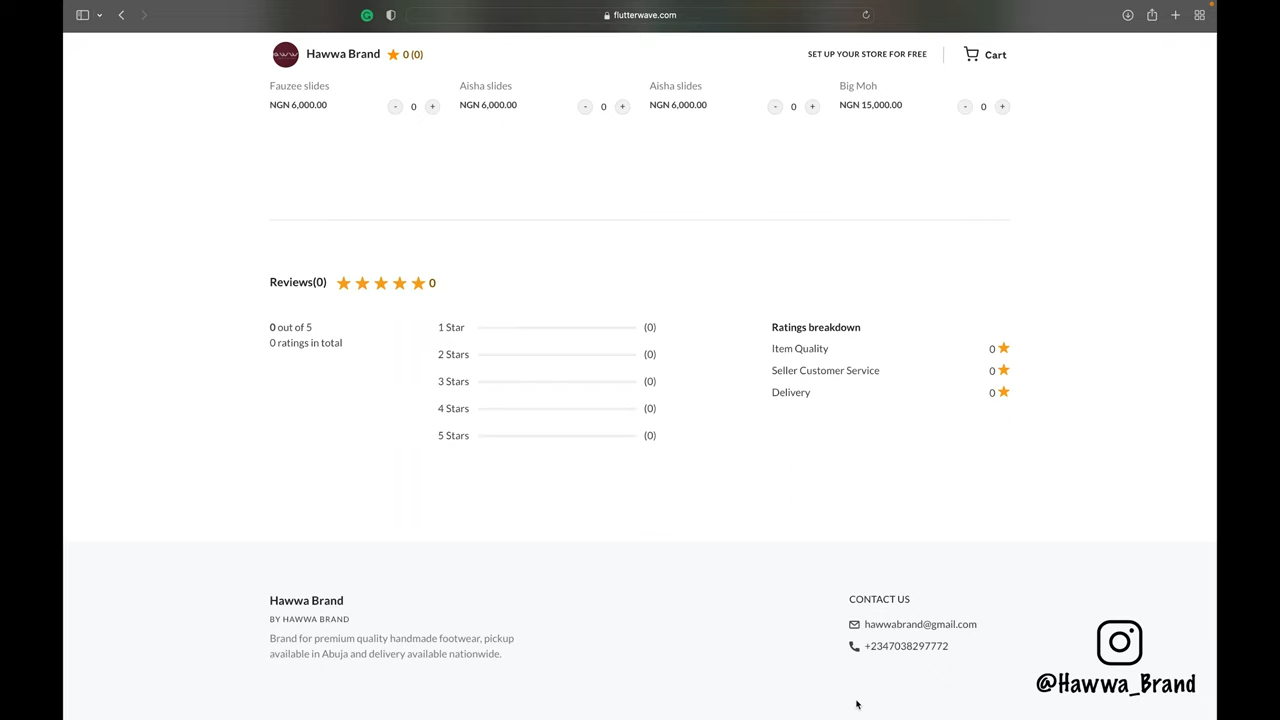 flutterwave.com
Hawwa Brand 0 (0) SET UP YOUR STORE FOR FREE Cart
Fauzee slides Aisha slides Aisha slides Big Moh
NGN 6,000.00 - 0 + NGN 6,000.00 - 0 + NGN 6,000.00 - 0 + NGN 15,000.00 - 0 +
Reviews(0) 0
0 out of 5
0 ratings in total
1 Star (0)
2 Stars (0)
3 Stars (0)
4 Stars (0)
5 Stars (0)
Ratings breakdown
Item Quality 0
Seller Customer Service 0
Delivery 0
Hawwa Brand
BY HAWWA BRAND
Brand for premium quality handmade footwear, pickup
available in Abuja and delivery available nationwide.
CONTACT US
hawwabrand@gmail.com
+2347038297772
@Hawwa_Brand